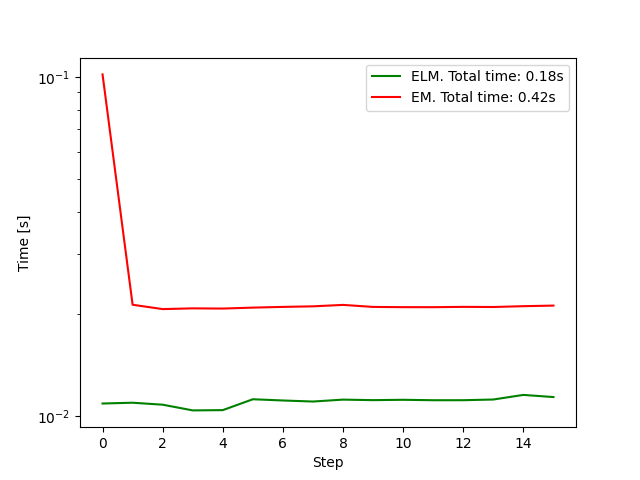 ELM. Total time: 0.18s
EM. Total time: 0.42s
10⁻¹
10⁻²
Time [s]
0 2 4 6 8 10 12 14
Step